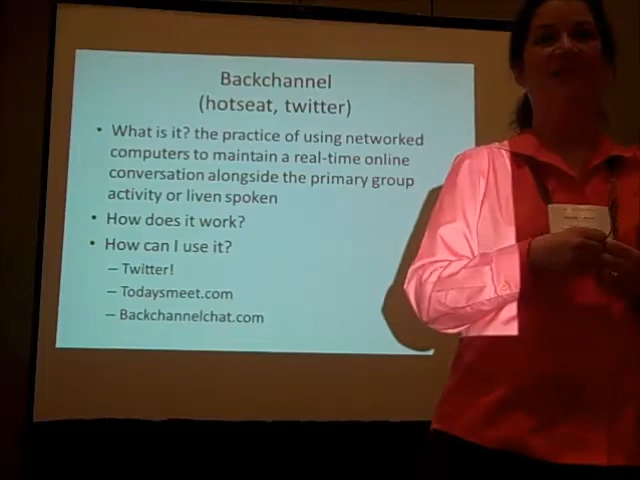 Backchannel
(hotseat, twitter)
• What is it? the practice of using networked
computers to maintain a real-time online
conversation alongside the primary group
activity or liven spoken
• How does it work?
• How can I use it?
– Twitter!
– Todaysmeet.com
– Backchannelchat.com